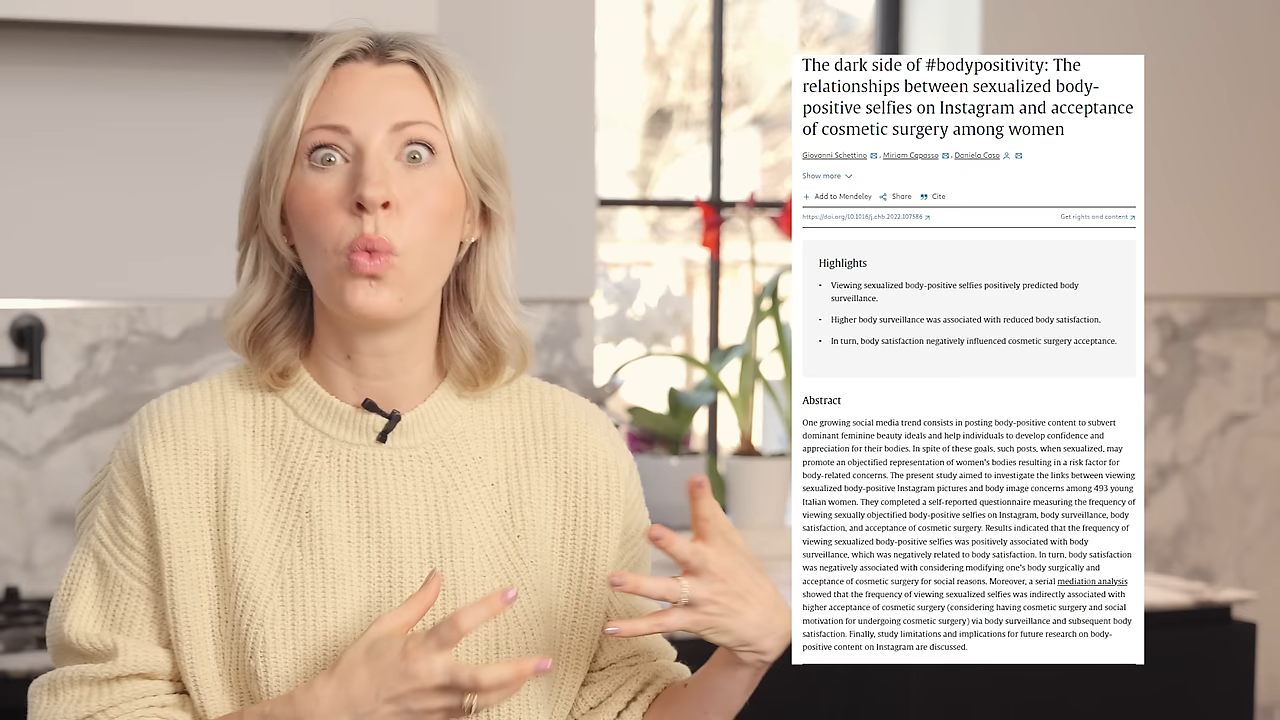 The dark side of #bodypositivity: The
relationships between sexualized body-
positive selfies on Instagram and acceptance
of cosmetic surgery among women
Giovanni Schettino, Miriam Capasso, Daniela Caso
Show more
Add to Mendeley Share Cite
https://doi.org/10.1016/j.chb.2022.107586 Get rights and content
Highlights
• Viewing sexualized body-positive selfies positively predicted body
surveillance.
• Higher body surveillance was associated with reduced body satisfaction.
• In turn, body satisfaction negatively influenced cosmetic surgery acceptance.
Abstract
One growing social media trend consists in posting body-positive content to subvert
dominant feminine beauty ideals and help individuals to develop confidence and
appreciation for their bodies. In spite of these goals, such posts, when sexualized, may
promote an objectified representation of women's bodies resulting in a risk factor for
body-related concerns. The present study aimed to investigate the links between viewing
sexualized body-positive Instagram pictures and body image concerns among 493 young
Italian women. They completed a self-reported questionnaire measuring the frequency of
viewing sexually objectified body-positive selfies on Instagram, body surveillance, body
satisfaction, and acceptance of cosmetic surgery. Results indicated that the frequency of
viewing sexualized body-positive selfies was positively associated with body
surveillance, which was negatively related to body satisfaction. In turn, body satisfaction
was negatively associated with considering modifying one's body surgically and
acceptance of cosmetic surgery for social reasons. Moreover, a serial mediation analysis
showed that the frequency of viewing sexualized selfies was indirectly associated with
higher acceptance of cosmetic surgery (considering having cosmetic surgery and social
motivation for undergoing cosmetic surgery) via body surveillance and subsequent body
satisfaction. Finally, study limitations and implications for future research on body-
positive content on Instagram are discussed.